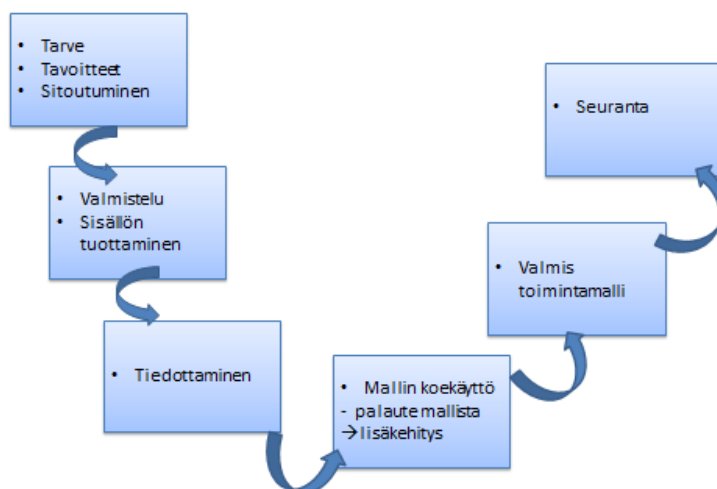 • Tarve
• Tavoitteet
• Sitoutuminen
• Valmistelu
• Sisällön
tuottaminen
• Tiedottaminen
• Mallin koekäyttö
- palaute mallista
→ lisäkehitys
• Valmis
toimintamalli
• Seuranta